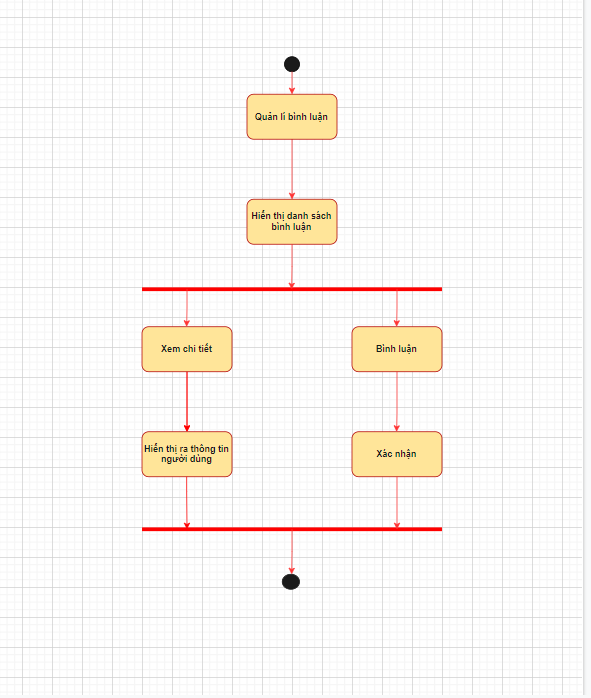 Quản lí bình luận
Hiển thị danh sách
bình luận
Xem chi tiết
Bình luận
Hiển thị ra thông tin
người dùng
Xác nhận